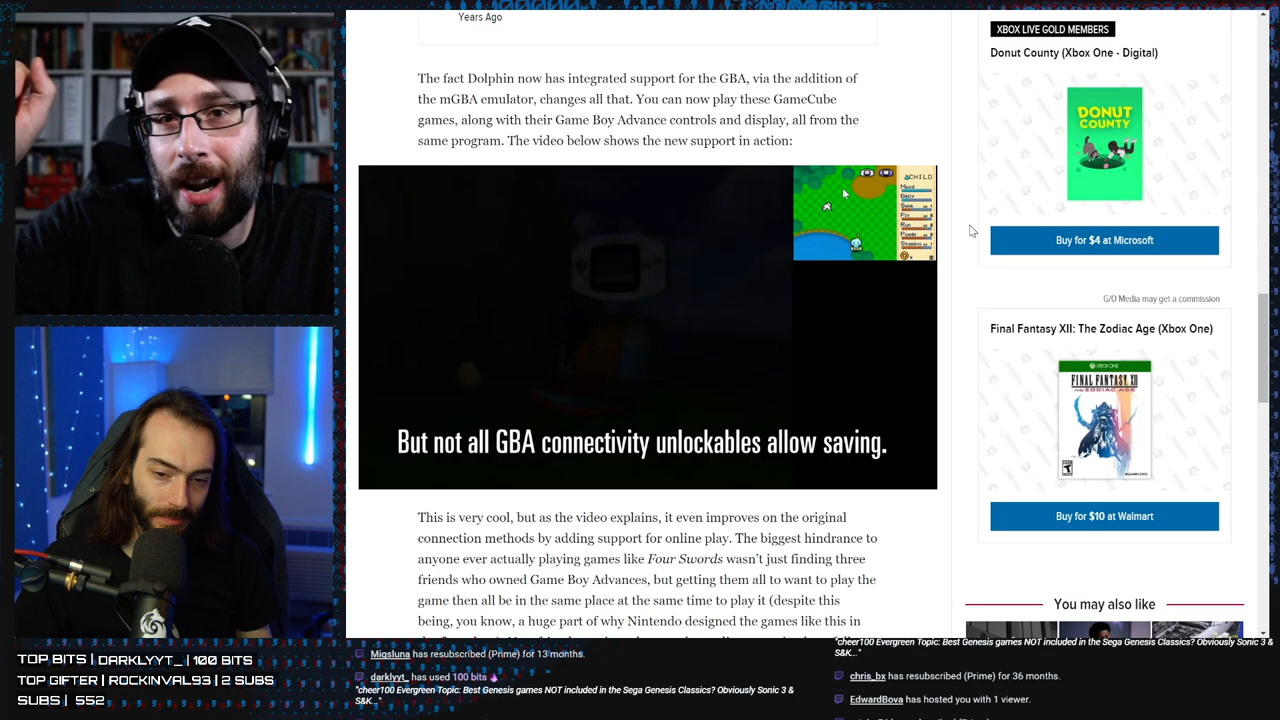 Years Ago
The fact Dolphin now has integrated support for the GBA, via the addition of
the mGBA emulator, changes all that. You can now play these GameCube
games, along with their Game Boy Advance controls and display, all from the
same program. The video below shows the new support in action:
CHILD
But not all GBA connectivity unlockables allow saving.
This is very cool, but as the video explains, it even improves on the original
connection methods by adding support for online play. The biggest hindrance to
anyone ever actually playing games like Four Swords wasn't just finding three
friends who owned Game Boy Advances, but getting them all to want to play the
game then all be in the same place at the same time to play it (despite this
being, you know, a huge part of why Nintendo designed the games like this in
XBOX LIVE GOLD MEMBERS
Donut County (Xbox One - Digital)
DONUT
COUNTY
Buy for $4 at Microsoft
G/O Media may get a commission
Final Fantasy XII: The Zodiac Age (Xbox One)
XBOX ONE
FINAL FANTASY XII
THE ZODIAC AGE
Buy for $10 at Walmart
You may also like
TOP BITS | DARKLYYT_ | 100 BITS
TOP GIFTER | ROCKINVAL93 | 2 SUBS
SUBS | 552
Migsluna has resubscribed (Prime) for 13 months.
darklyyt_ has used 100 bits
"cheer100 Evergreen Topic: Best Genesis games NOT included in the Sega Genesis Classics? Obviously Sonic 3 &
S&K..."
"cheer100 Evergreen Topic: Best Genesis games NOT included in the Sega Genesis Classics? Obviously Sonic 3 &
S&K..."
chris_bx has resubscribed (Prime) for 36 months.
EdwardBova has hosted you with 1 viewer.